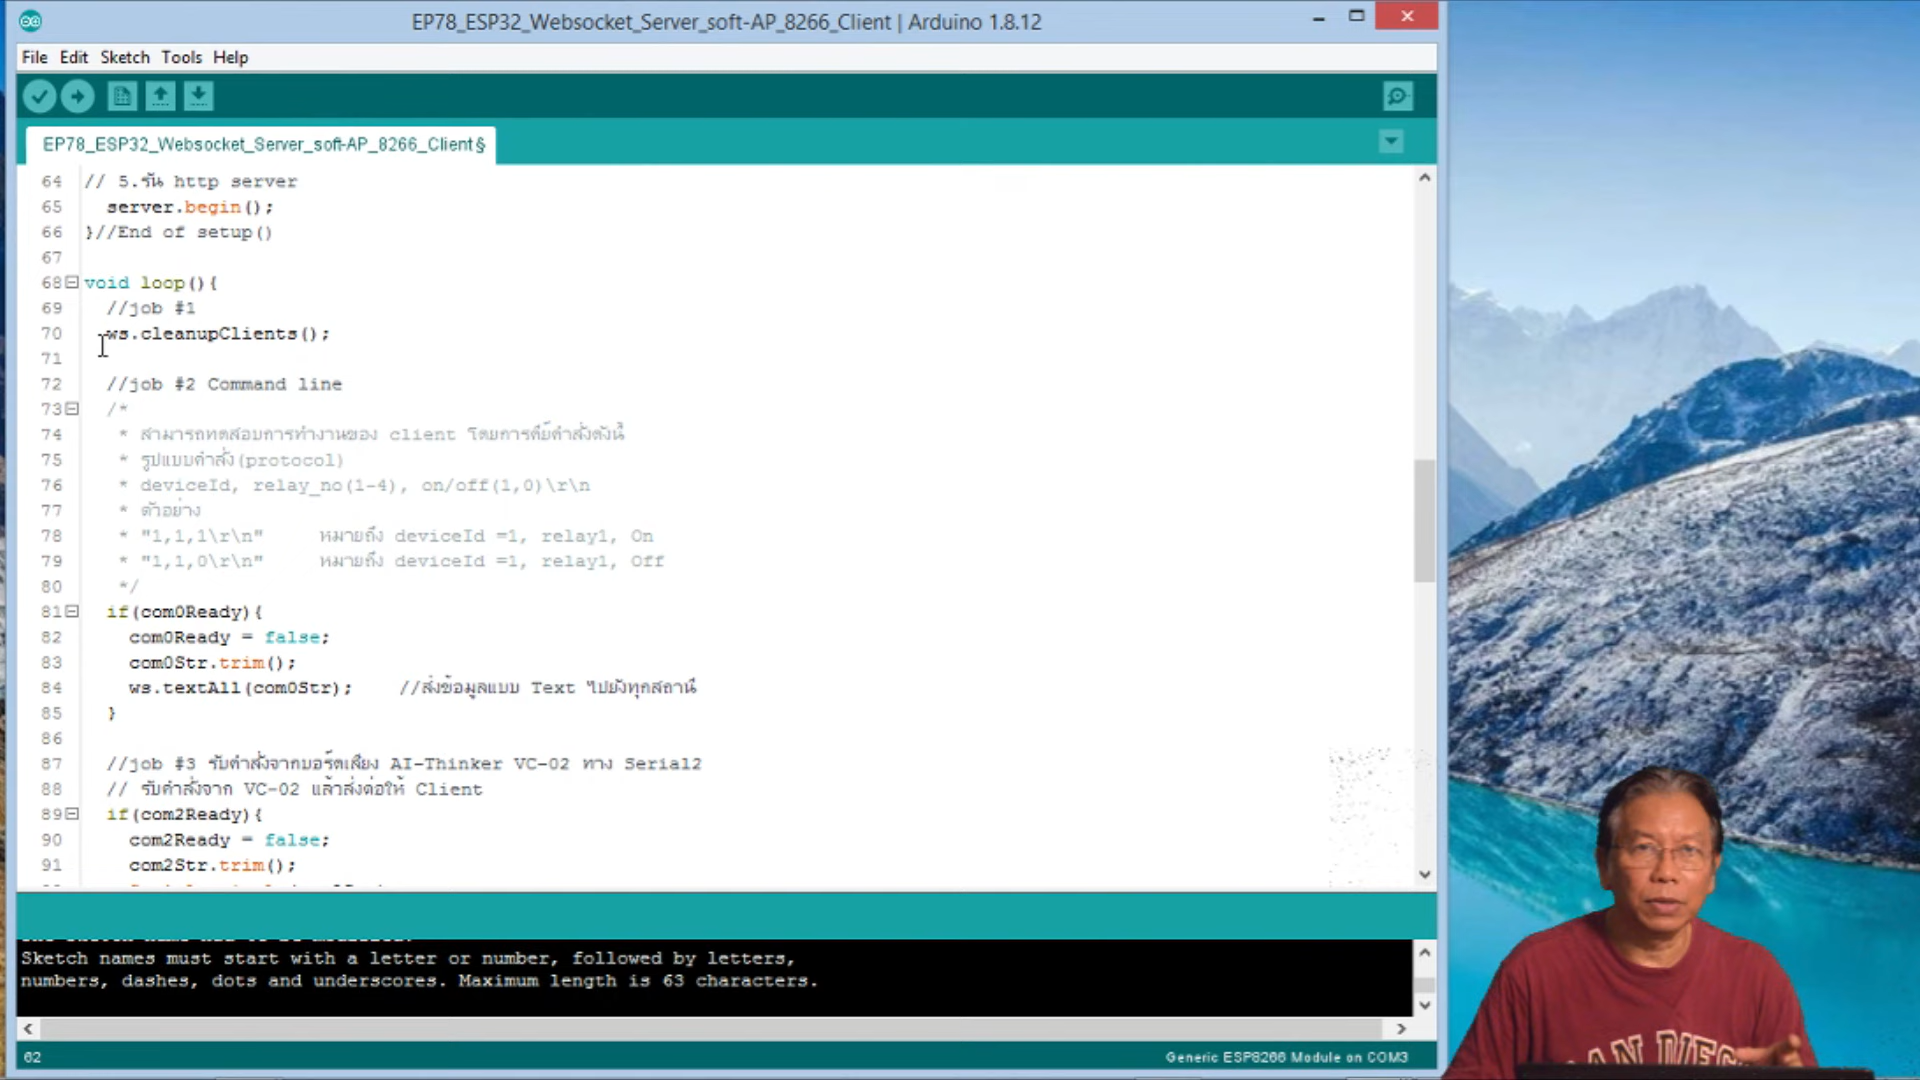 EP78_ESP32_Websocket_Server_soft-AP_8266_Client | Arduino 1.8.12
File Edit Sketch Tools Help
EP78_ESP32_Websocket_Server_soft-AP_8266_Client§
64 // 5.รัน http server
65 server.begin();
66 }//End of setup()
67
68 void loop(){
69 //job #1
70 ws.cleanupClients();
71
72 //job #2 Command line
73 /*
74 * สามารถทดสอบการทำงานของ client โดยการคีย์คำสั่งดังนี้
75 * รูปแบบคำสั่ง(protocol)
76 * deviceId, relay_no(1-4), on/off(1,0)\r\n
77 * ตัวอย่าง
78 * "1,1,1\r\n" หมายถึง deviceId =1, relay1, On
79 * "1,1,0\r\n" หมายถึง deviceId =1, relay1, Off
80 */
81 if(com0Ready){
82 com0Ready = false;
83 com0Str.trim();
84 ws.textAll(com0Str); //ส่งข้อมูลแบบ Text ไปยังทุกสถานี
85 }
86
87 //job #3 รับคำสั่งจากบอร์ดเสียง AI-Thinker VC-02 ทาง Serial2
88 // รับคำสั่งจาก VC-02 แล้วส่งต่อให้ Client
89 if(com2Ready){
90 com2Ready = false;
91 com2Str.trim();
Sketch names must start with a letter or number, followed by letters,
numbers, dashes, dots and underscores. Maximum length is 63 characters.
62
Generic ESP8266 Module on COM3
SAN DIEG